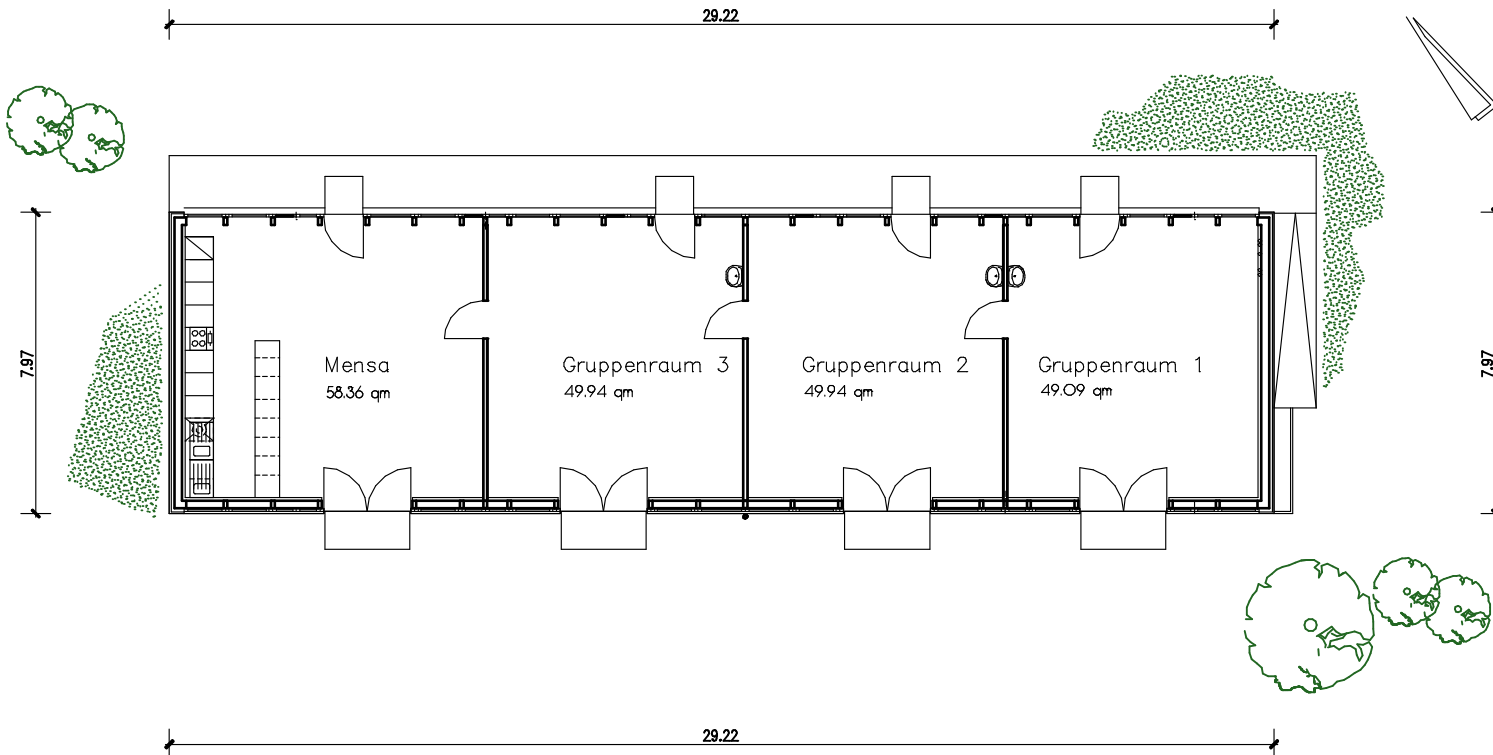 29.22
7.97
7.97
Mensa
58.36 qm
Gruppenraum 3
49.94 qm
Gruppenraum 2
49.94 qm
Gruppenraum 1
49.09 qm
29.22